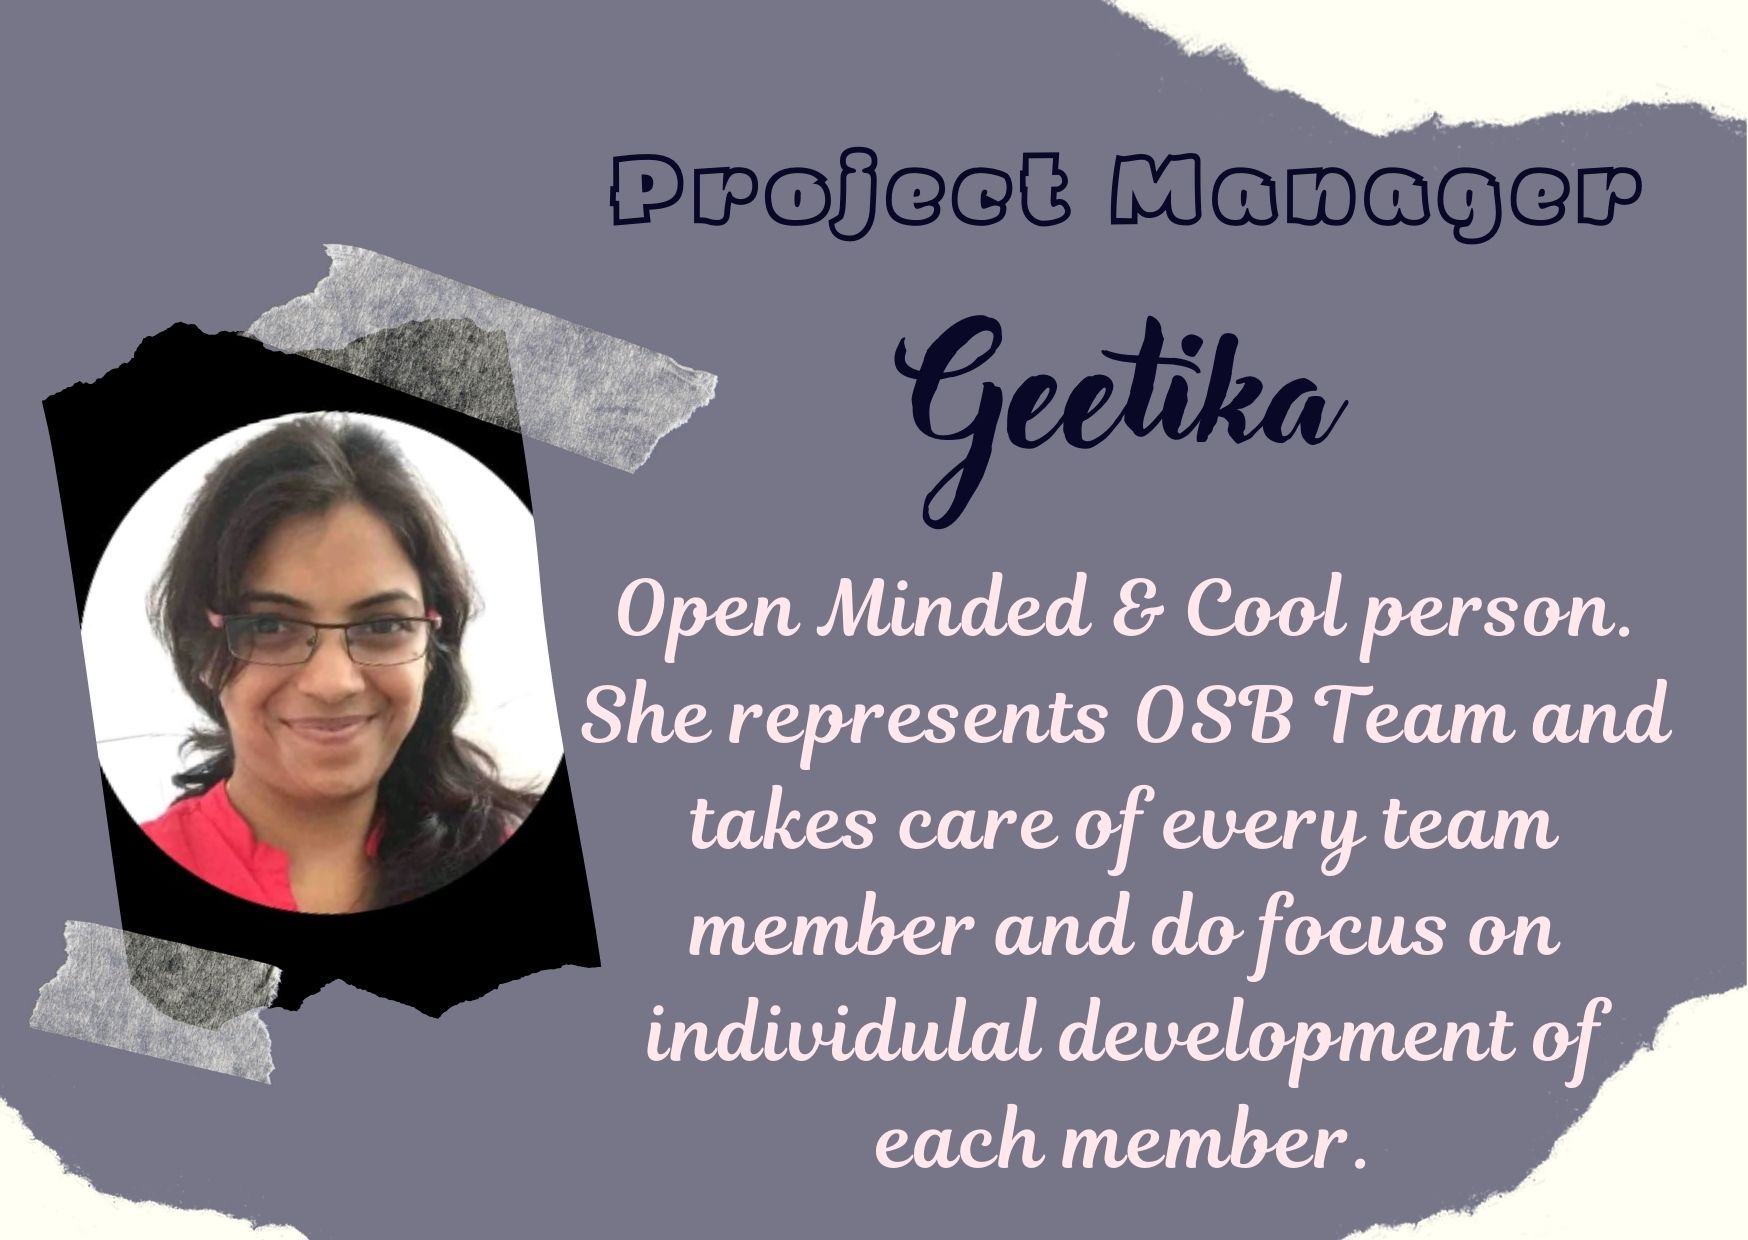 Project Manager
Geetika
Open Minded & Cool person.
She represents OSB Team and
takes care of every team
member and do focus on
individulal development of
each member.